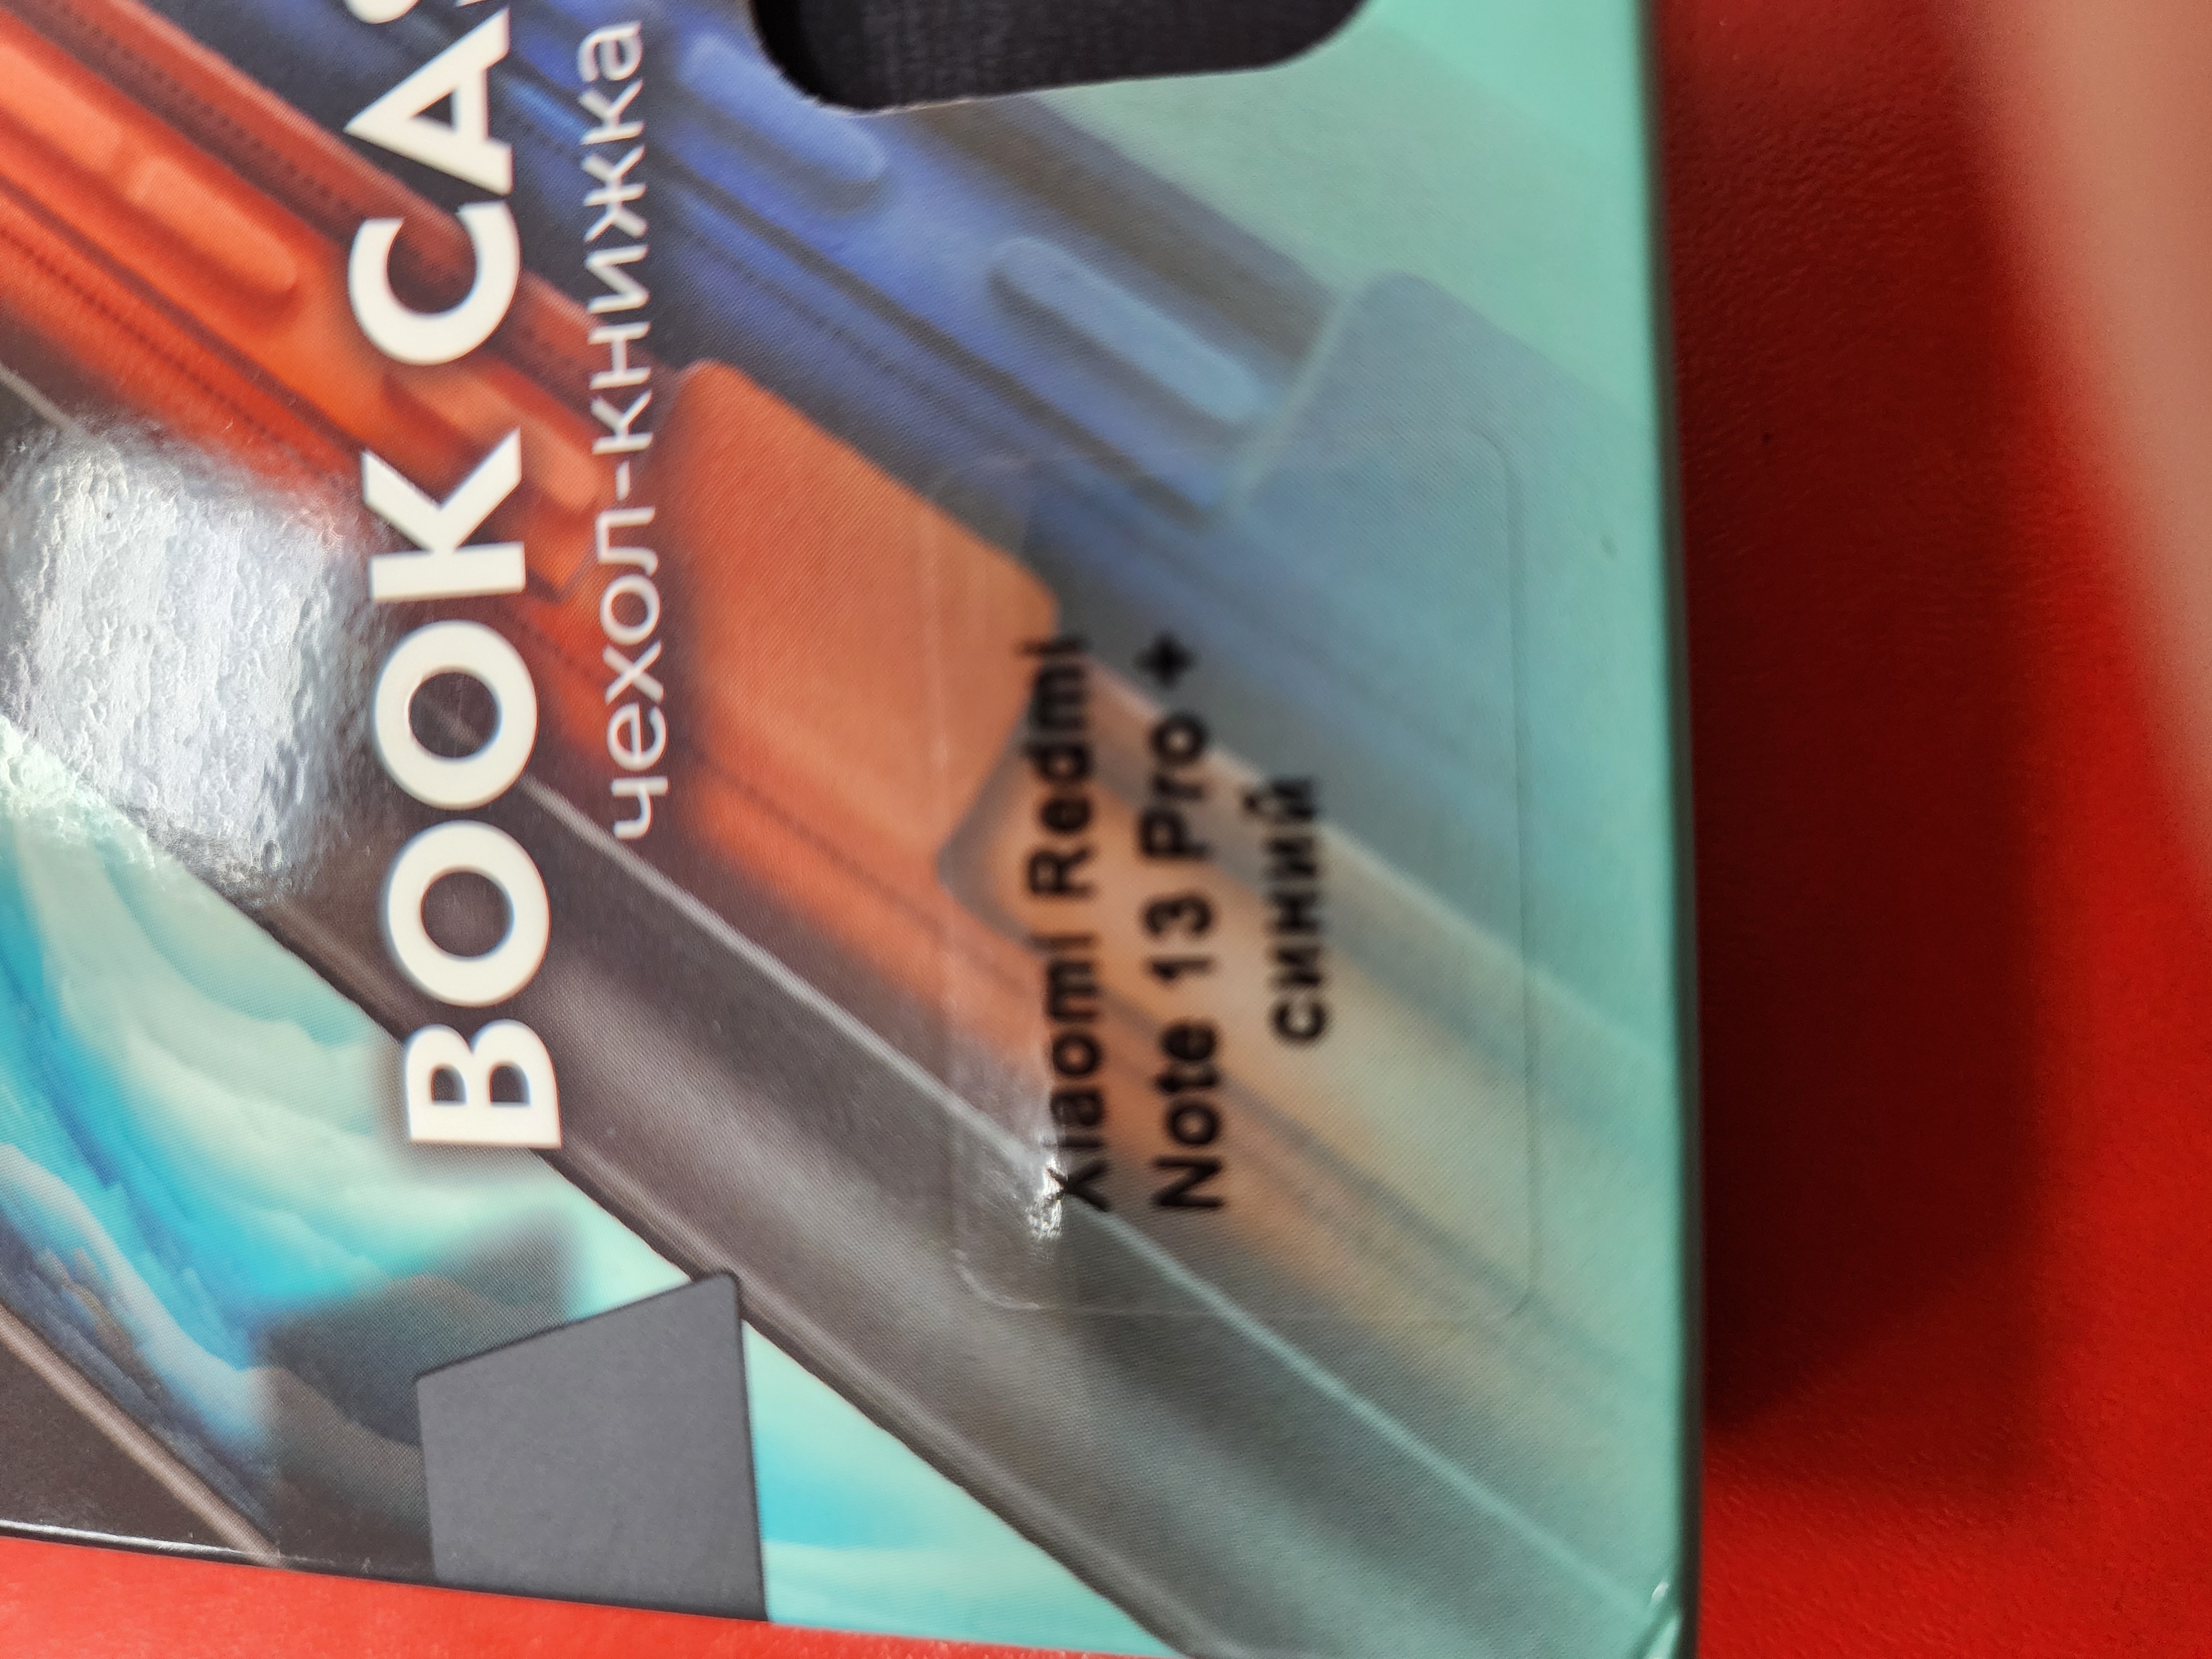 BOOK CA
чехол-книжка
Xiaomi Redmi
Note 13 Pro +
синий